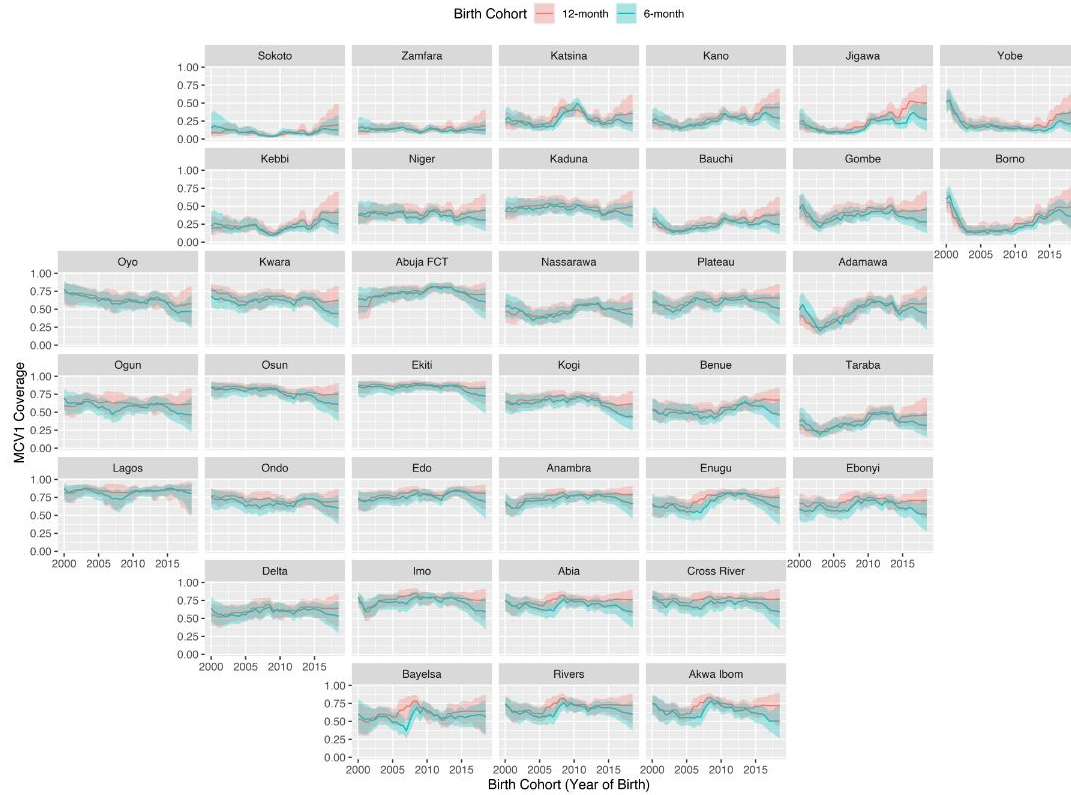 Birth Cohort 12-month 6-month
Sokoto Zamfara Katsina Kano Jigawa Yobe
1.00
0.75
0.50
0.25
0.00
Kebbi Niger Kaduna Bauchi Gombe Borno
1.00
0.75
0.50
0.25
0.00
2000 2005 2010 2015
Oyo Kwara Abuja FCT Nassarawa Plateau Adamawa
1.00
0.75
0.50
0.25
0.00
Ogun Osun Ekiti Kogi Benue Taraba
1.00
0.75
0.50
0.25
0.00
Lagos Ondo Edo Anambra Enugu Ebonyi
1.00
0.75
0.50
0.25
0.00
2000 2005 2010 2015 2000 2005 2010 2015
Delta Imo Abia Cross River
1.00
0.75
0.50
0.25
0.00
2000 2005 2010 2015
Bayelsa Rivers Akwa Ibom
1.00
0.75
0.50
0.25
0.00
2000 2005 2010 2015 2000 2005 2010 2015 2000 2005 2010 2015
MCV1 Coverage
Birth Cohort (Year of Birth)